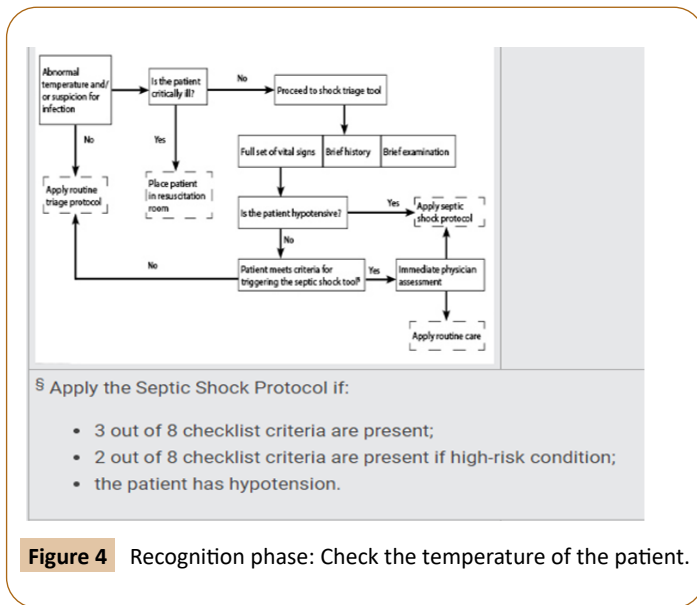 Abnormal
temperature and/
or suspicion for
infection
Is the patient
critically ill?
No
Proceed to shock triage tool
No
Yes
Full set of vital signs
Brief history
Brief examination
Apply routine
triage protocol
Place patient
in resuscitation
room
Is the patient hypotensive?
Yes
Apply septic
shock protocol
No
No
Patient meets criteria for
triggering the septic shock tool§
Yes
Immediate physician
assessment
Apply routine care
§ Apply the Septic Shock Protocol if:
• 3 out of 8 checklist criteria are present;
• 2 out of 8 checklist criteria are present if high-risk condition;
• the patient has hypotension.
Figure 4 Recognition phase: Check the temperature of the patient.